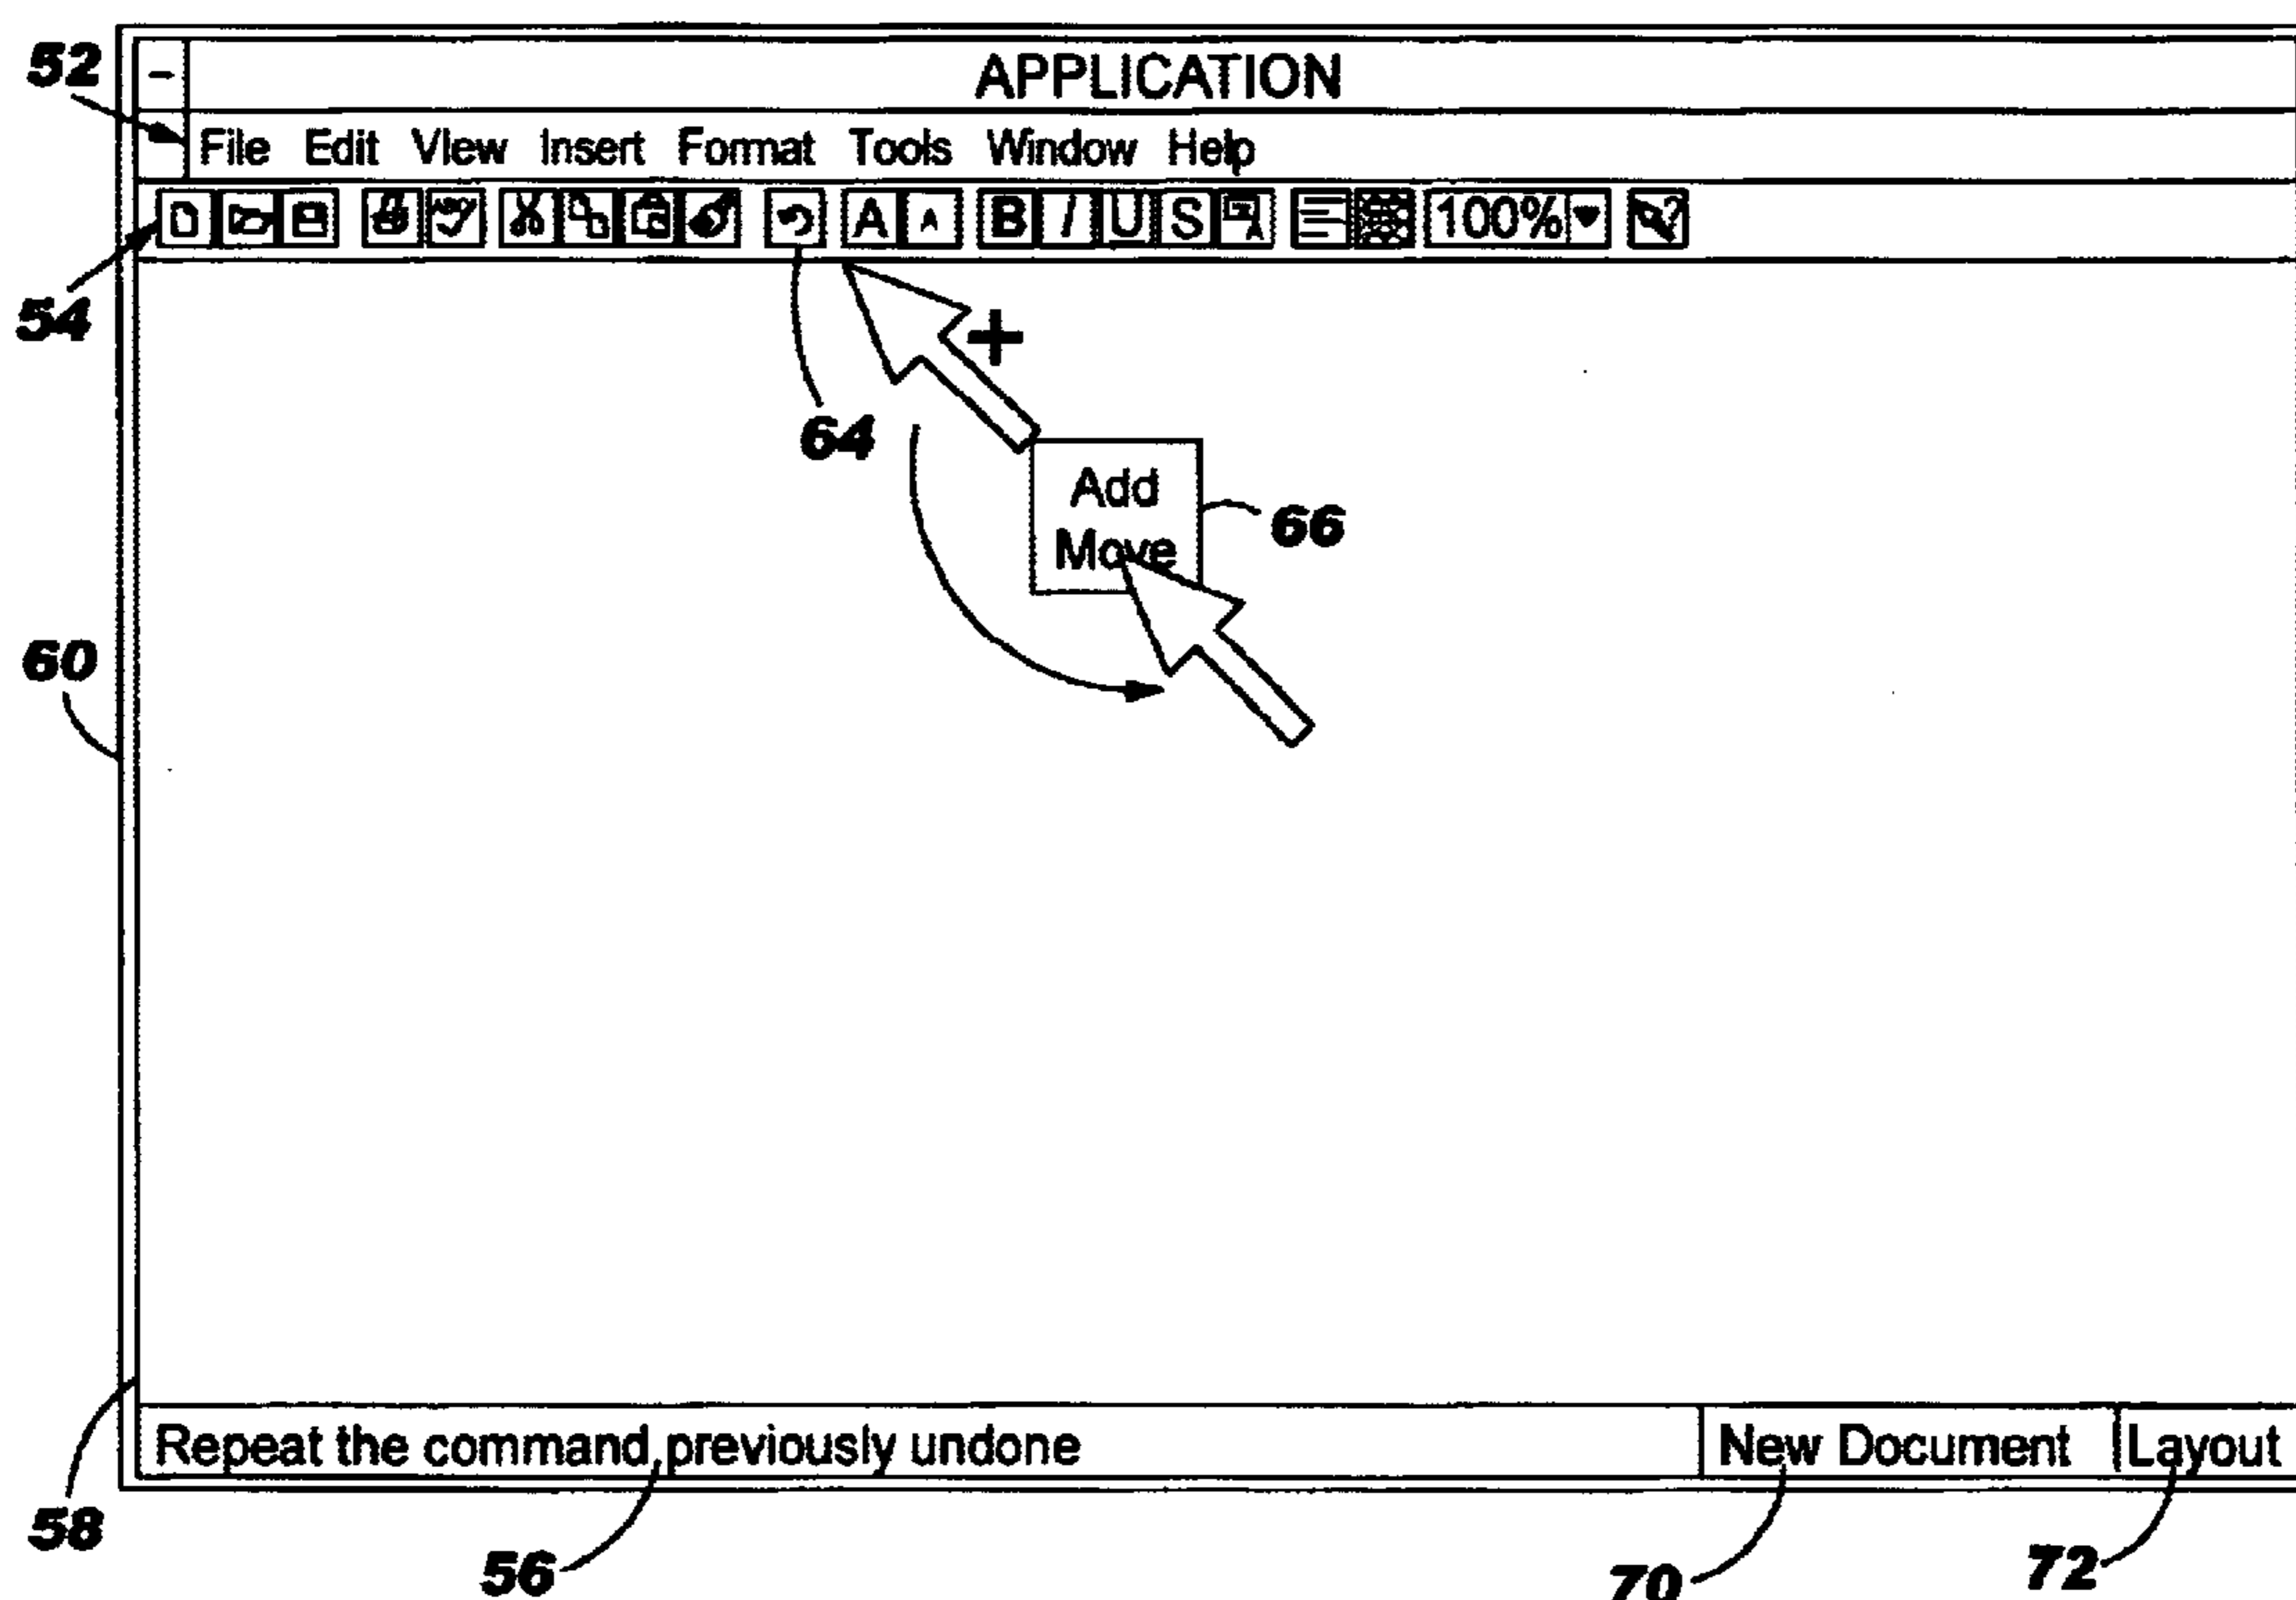 52
APPLICATION
File Edit View Insert Format Tools Window Help
ABC A A B I U S A 100% ?
54
64
Add
Move
66
60
Repeat the command previously undone New Document Layout
58
56
70
72